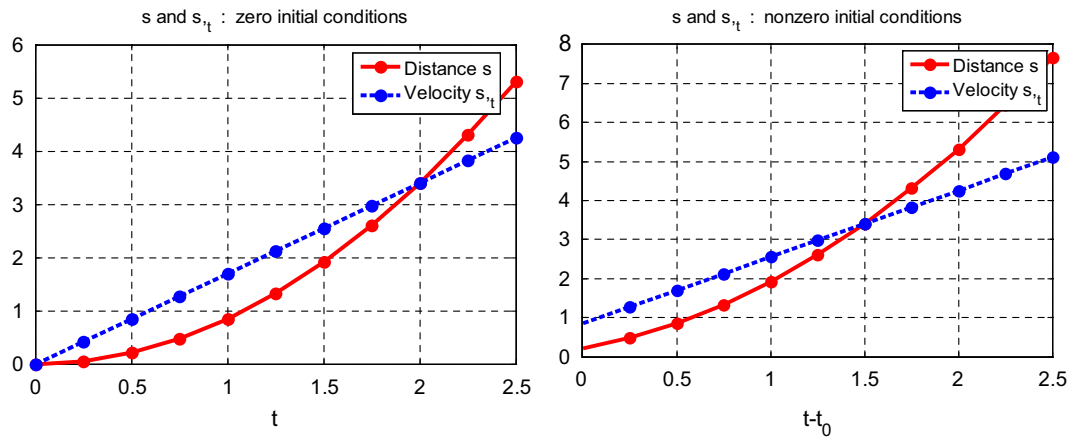 s and s,t : zero initial conditions
6
5
4
3
2
1
0
0 0.5 1 1.5 2 2.5
t
Distance s
Velocity s,t
s and s,t : nonzero initial conditions
8
7
6
5
4
3
2
1
0
0 0.5 1 1.5 2 2.5
t-t0
Distance s
Velocity s,t